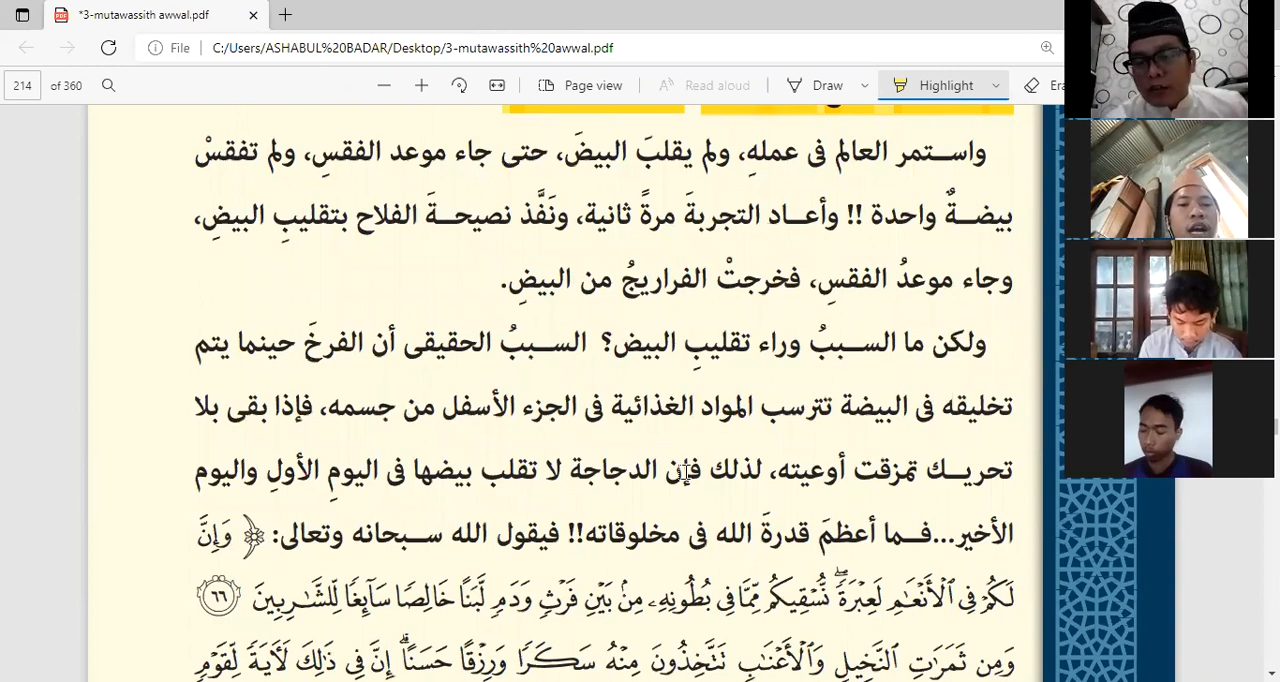 *3-mutawassith awwal.pdf
File
C:/Users/ASHABUL%20BADAR/Desktop/3-mutawassith%20awwal.pdf
214 of 360
Page view
Read aloud
Draw
Highlight
واستمر العالم فى عملهِ، ولم يقلبَ البيضَ، حتى جاء موعد الفقسِ، ولم تفقسْ
بيضةٌ واحدة !! وأعاد التجربةَ مرةً ثانية، ونَفَّذ نصيحةَ الفلاح بتقليبِ البيضِ،
وجاء موعدُ الفقسِ، فخرجتْ الفراريجُ من البيضِ.
ولكن ما السببُ وراء تقليبِ البيض؟ السببُ الحقيقى أن الفرخَ حينما يتم
تخليقه فى البيضة تترسب المواد الغذائية فى الجزء الأسفل من جسمه، فإذا بقى بلا
تحريك تمزقت أوعيته، لذلك فإن الدجاجة لا تقلب بيضها فى اليومِ الأولِ واليوم
الأخير...فما أعظمَ قدرةَ الله فى مخلوقاته!! فيقول الله سبحانه وتعالى: ﴿ وَإِنَّ
لَكُمْ فِي ٱلْأَنْعَٰمِ لَعِبْرَةً ۖ نُّسْقِيكُم مِّمَّا فِي بُطُونِهِۦ مِنۢ بَيْنِ فَرْثٍ وَدَمٍ لَّبَنًا خَالِصًا سَآئِغًا لِّلشَّٰرِبِينَ ٦٦
وَمِن ثَمَرَٰتِ ٱلنَّخِيلِ وَٱلْأَعْنَٰبِ تَتَّخِذُونَ مِنْهُ سَكَرًا وَرِزْقًا حَسَنًا ۗ إِنَّ فِي ذَٰلِكَ لَأٓيَةً لِّقَوْمٍ